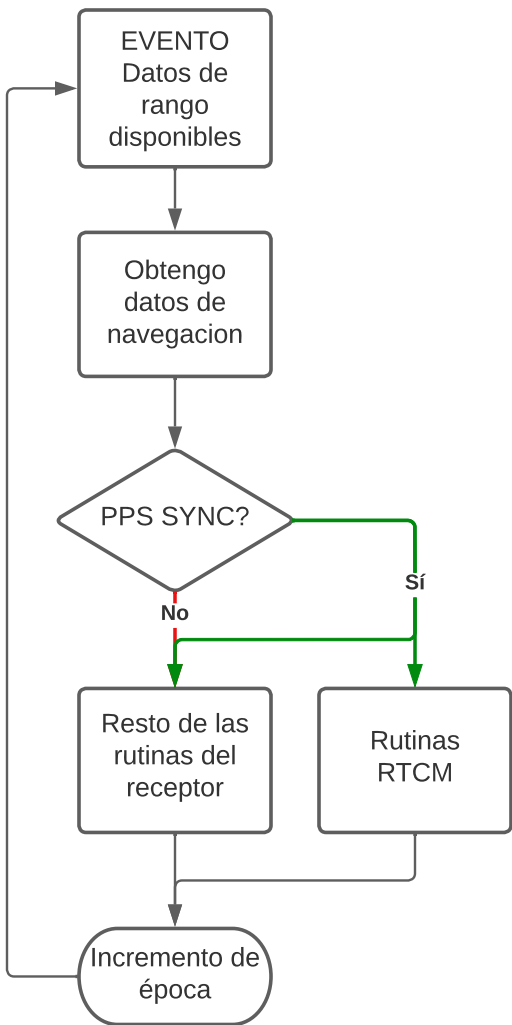 EVENTO
Datos de
rango
disponibles
Obtengo
datos de
navegacion
PPS SYNC?
Sí
No
Resto de las
rutinas del
receptor
Rutinas
RTCM
Incremento de
época